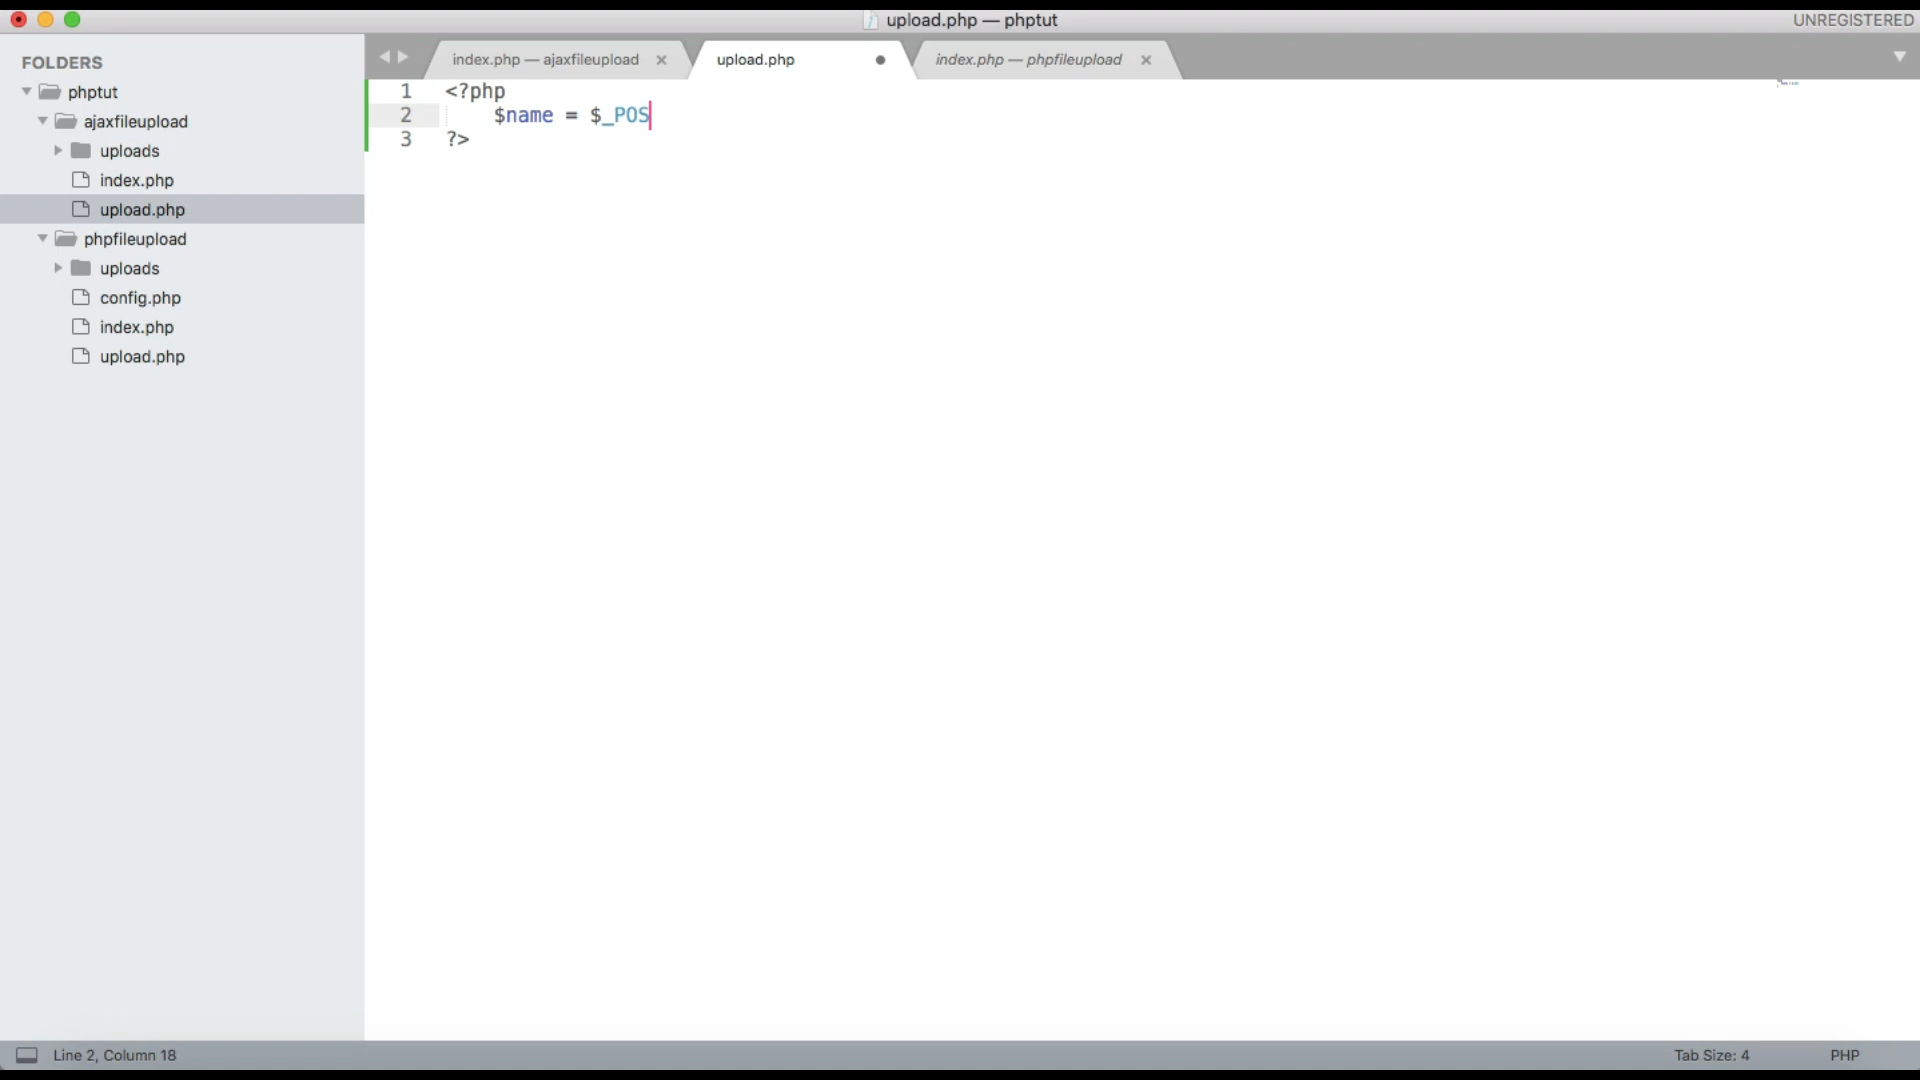 upload.php — phptut
UNREGISTERED
FOLDERS
phptut
ajaxfileupload
uploads
index.php
upload.php
phpfileupload
uploads
config.php
index.php
upload.php
index.php — ajaxfileupload
upload.php
index.php — phpfileupload
1 <?php
2 $name = $_POS
3 ?>
Line 2, Column 18
Tab Size: 4
PHP